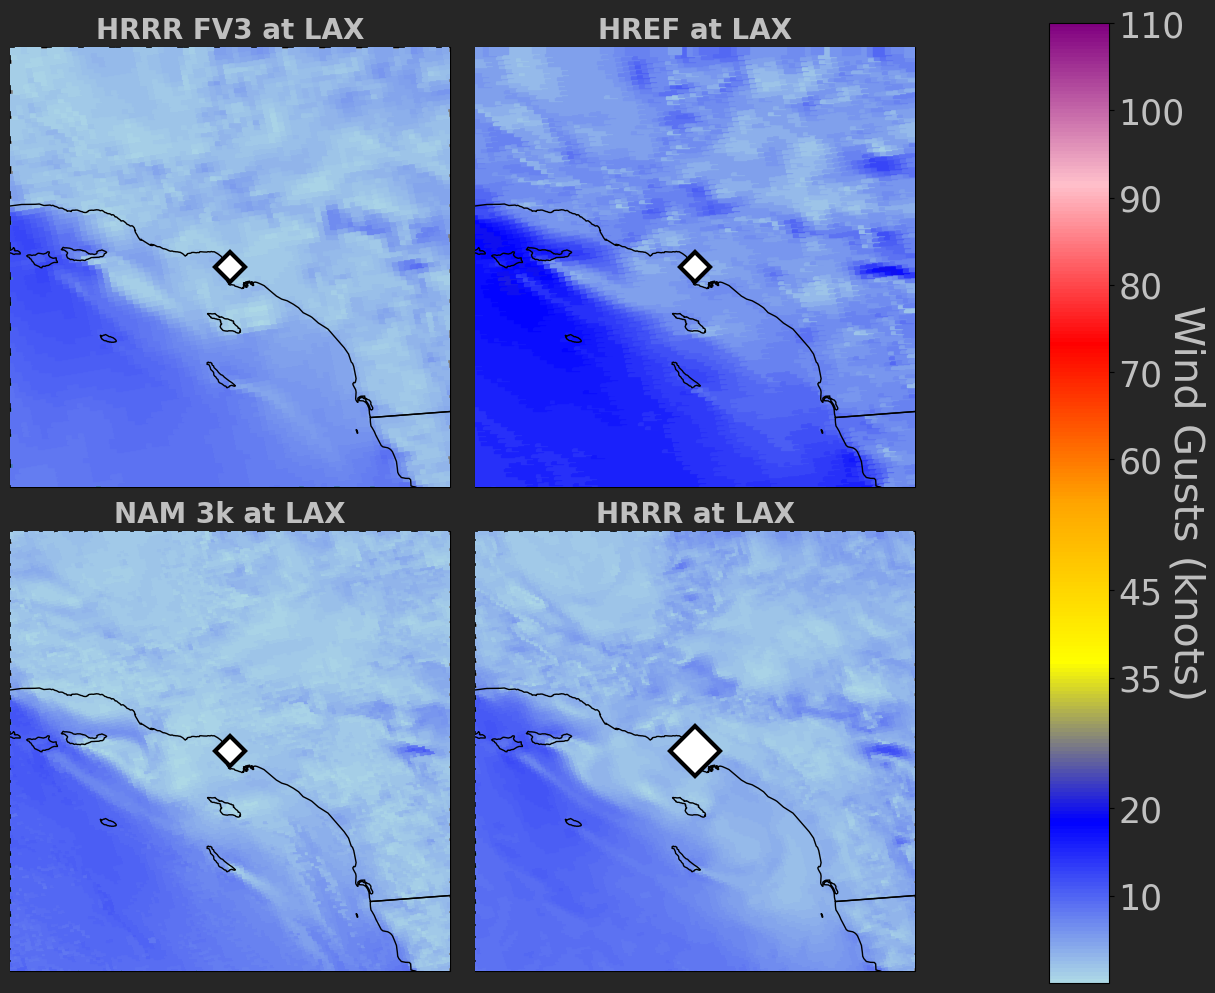 HRRR FV3 at LAX
HREF at LAX
NAM 3k at LAX
HRRR at LAX
110
100
90
80
70
60
45
35
20
10
Wind Gusts (knots)